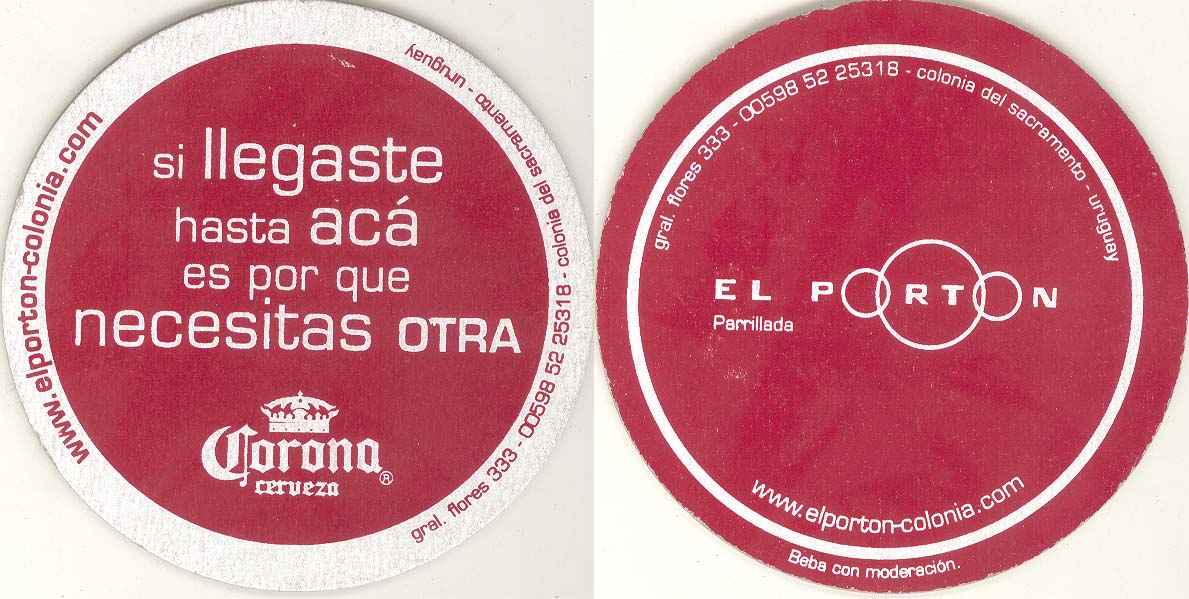 www.elporton-colonia.com
si llegaste
hasta acá
es por que
necesitas OTRA
Corona®
cerveza
gral. flores 333 - 00598 52 25318 - colonia del sacramento - uruguay
gral. flores 333 - 00598 52 25318 - colonia del sacramento - uruguay
EL PORTON
Parrillada
www.elporton-colonia.com
Beba con moderación.